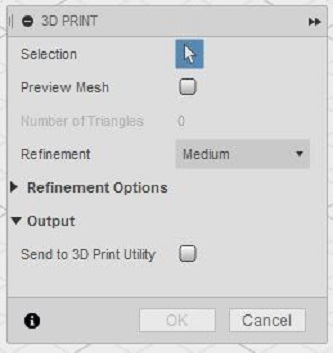 3D PRINT
Selection
Preview Mesh
Number of Triangles 0
Refinement Medium
Refinement Options
Output
Send to 3D Print Utility
OK Cancel